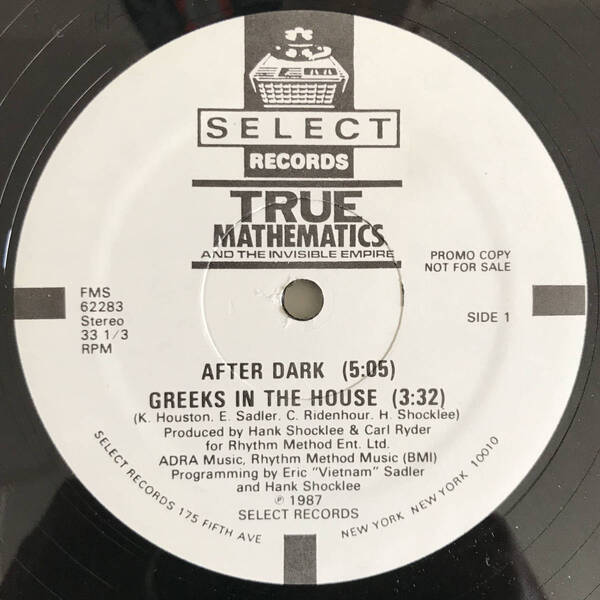 SELECT
RECORDS
TRUE
MATHEMATICS
AND THE INVISIBLE EMPIRE
PROMO COPY
NOT FOR SALE
FMS
62283
Stereo
33 1/3
RPM
SIDE 1
AFTER DARK (5:05)
GREEKS IN THE HOUSE (3:32)
(K. Houston, E. Sadler, C. Ridenhour, H. Shocklee)
Produced by Hank Shocklee & Carl Ryder
for Rhythm Method Ent. Ltd.
ADRA Music, Rhythm Method Music (BMI)
Programming by Eric "Vietnam" Sadler
and Hank Shocklee
℗ 1987
SELECT RECORDS
SELECT RECORDS 175 FIFTH AVE NEW YORK NEW YORK 10010